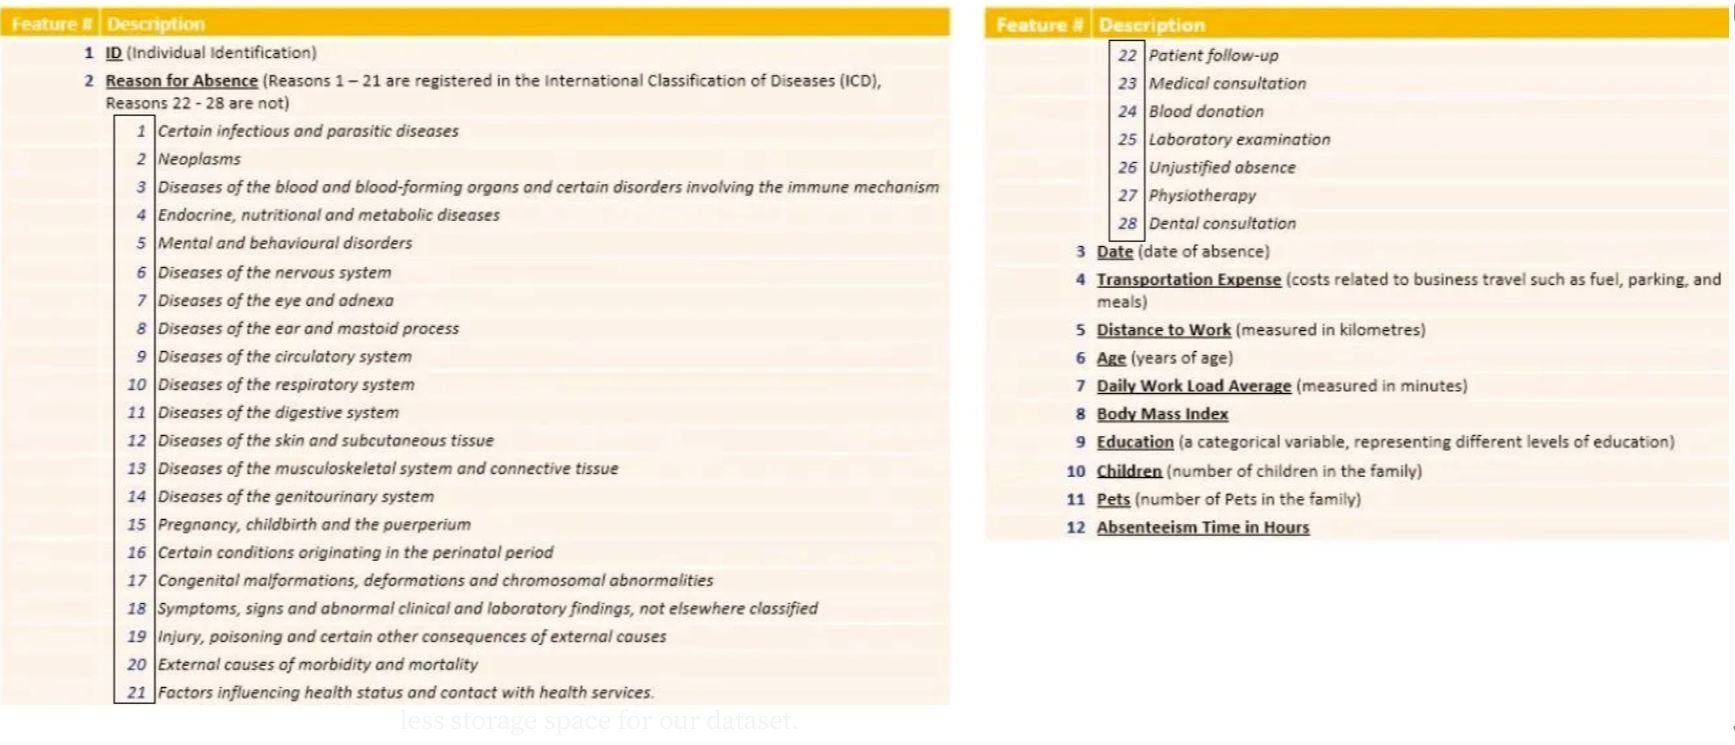 Feature # Description
1 ID (Individual Identification)
2 Reason for Absence (Reasons 1 – 21 are registered in the International Classification of Diseases (ICD),
Reasons 22 - 28 are not)
1 Certain infectious and parasitic diseases
2 Neoplasms
3 Diseases of the blood and blood-forming organs and certain disorders involving the immune mechanism
4 Endocrine, nutritional and metabolic diseases
5 Mental and behavioural disorders
6 Diseases of the nervous system
7 Diseases of the eye and adnexa
8 Diseases of the ear and mastoid process
9 Diseases of the circulatory system
10 Diseases of the respiratory system
11 Diseases of the digestive system
12 Diseases of the skin and subcutaneous tissue
13 Diseases of the musculoskeletal system and connective tissue
14 Diseases of the genitourinary system
15 Pregnancy, childbirth and the puerperium
16 Certain conditions originating in the perinatal period
17 Congenital malformations, deformations and chromosomal abnormalities
18 Symptoms, signs and abnormal clinical and laboratory findings, not elsewhere classified
19 Injury, poisoning and certain other consequences of external causes
20 External causes of morbidity and mortality
21 Factors influencing health status and contact with health services.
less storage space for our dataset.
Feature # Description
22 Patient follow-up
23 Medical consultation
24 Blood donation
25 Laboratory examination
26 Unjustified absence
27 Physiotherapy
28 Dental consultation
3 Date (date of absence)
4 Transportation Expense (costs related to business travel such as fuel, parking, and
meals)
5 Distance to Work (measured in kilometres)
6 Age (years of age)
7 Daily Work Load Average (measured in minutes)
8 Body Mass Index
9 Education (a categorical variable, representing different levels of education)
10 Children (number of children in the family)
11 Pets (number of Pets in the family)
12 Absenteeism Time in Hours